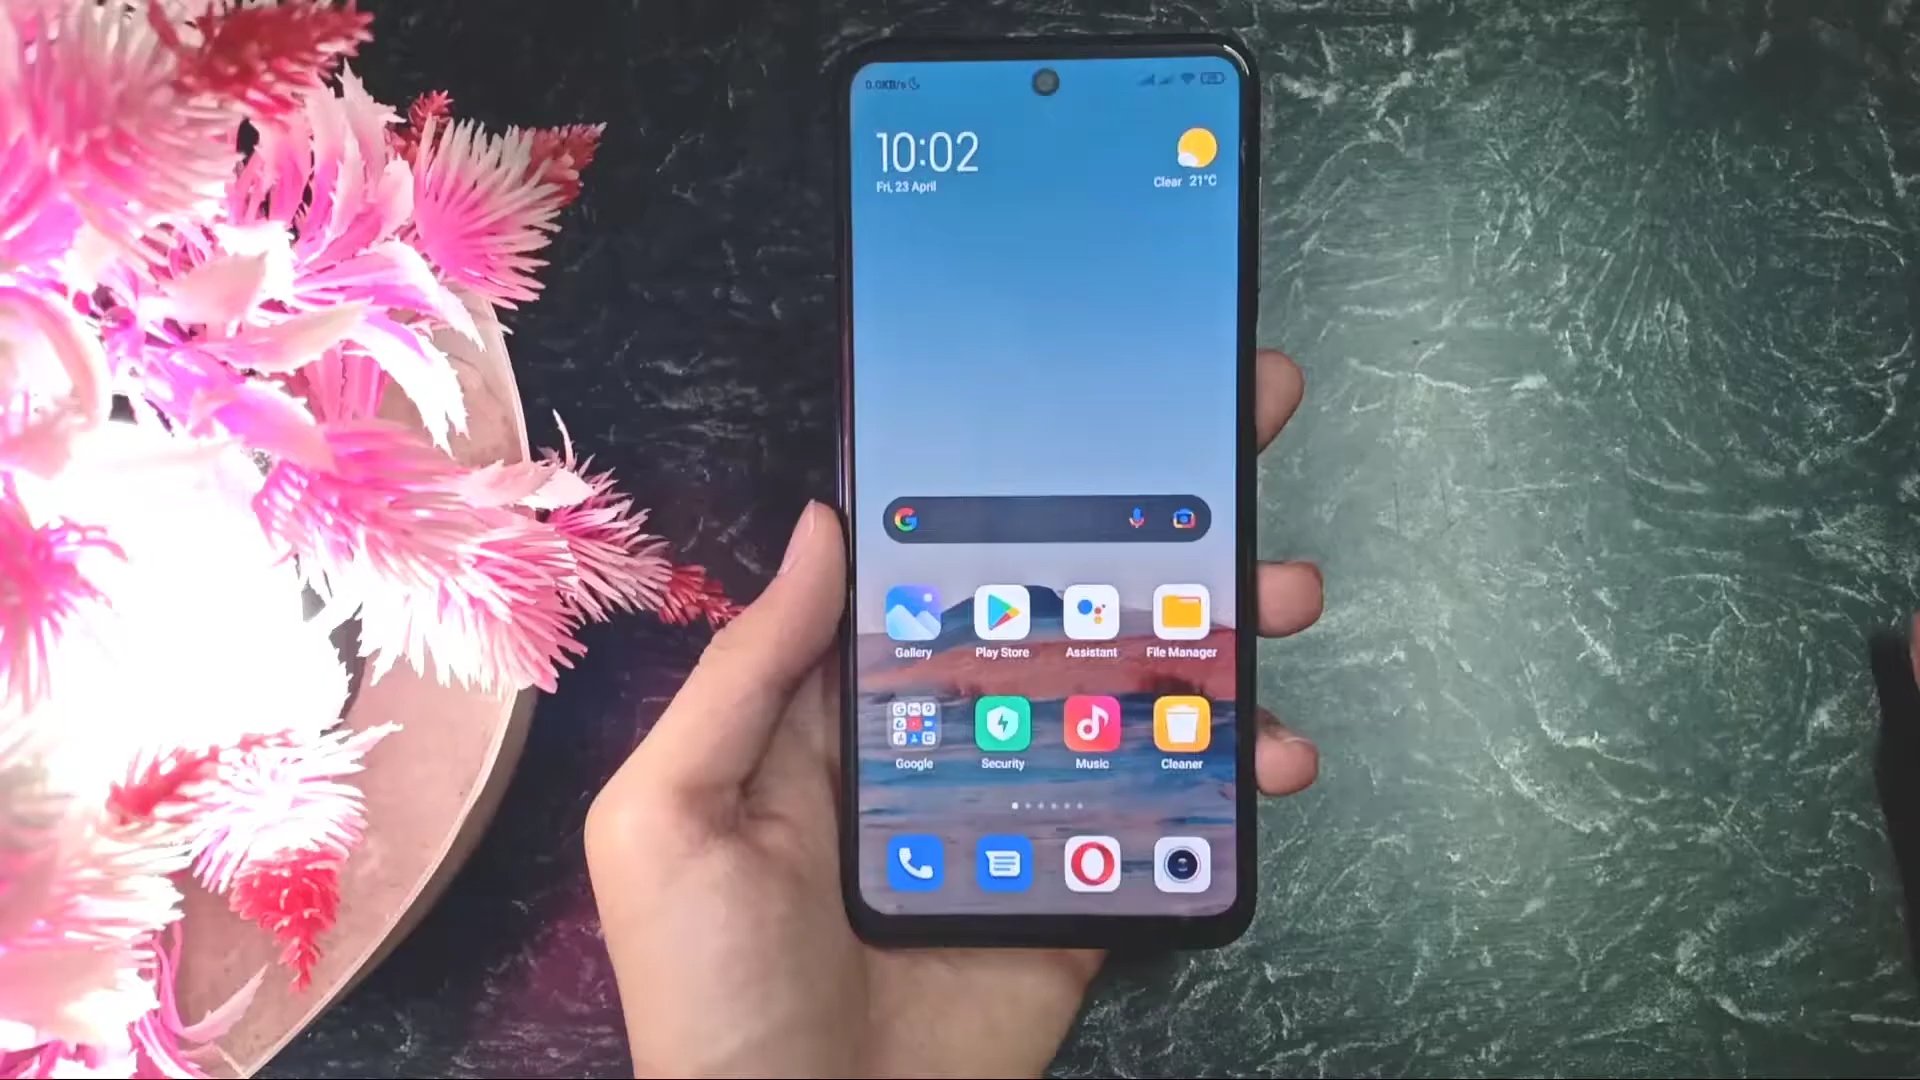 0.0KB/s
10:02
Fri, 23 April
Clear 21°C
Gallery
Play Store
Assistant
File Manager
Google
Security
Music
Cleaner